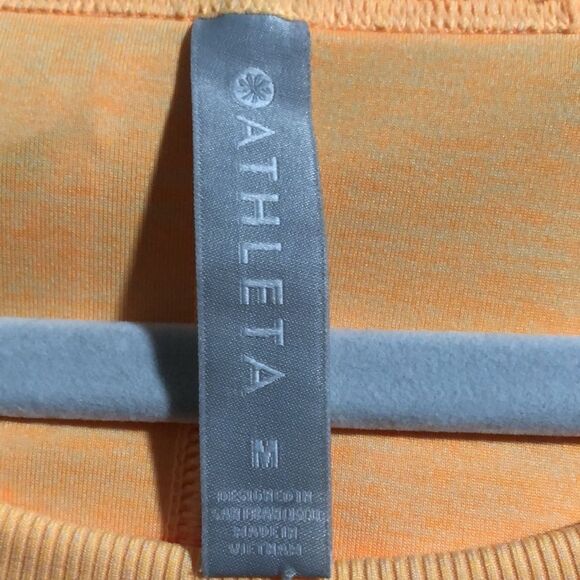 ATHLETA
M
DESIGNED IN
SAN FRANCISCO
MADE IN
VIETNAM